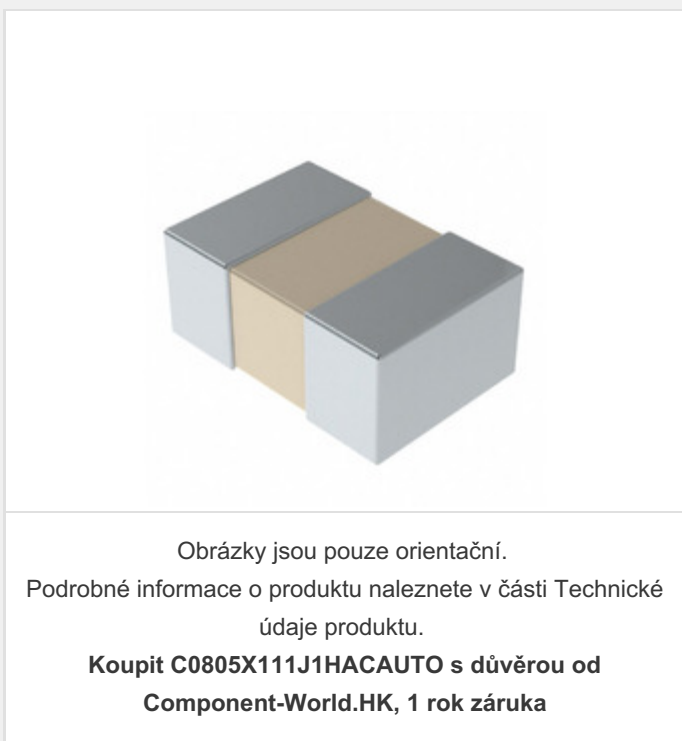 Obrázky jsou pouze orientační.
Podrobné informace o produktu naleznete v části Technické
údaje produktu.
Koupit C0805X111J1HACAUTO s důvěrou od
Component-World.HK, 1 rok záruka